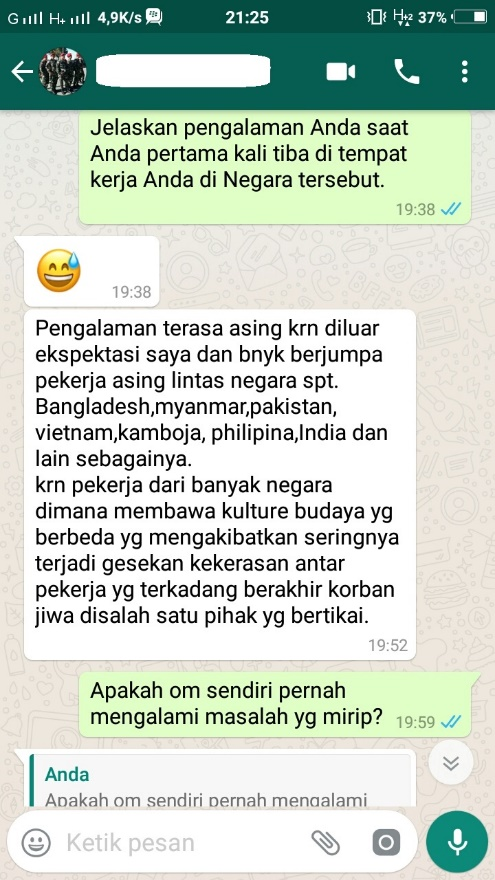 G H+ 4,9K/s 21:25 H+2 37%
Jelaskan pengalaman Anda saat
Anda pertama kali tiba di tempat
kerja Anda di Negara tersebut.
19:38
19:38
Pengalaman terasa asing krn diluar
ekspektasi saya dan bnyk berjumpa
pekerja asing lintas negara spt.
Bangladesh,myanmar,pakistan,
vietnam,kamboja, philipina,India dan
lain sebagainya.
krn pekerja dari banyak negara
dimana membawa kulture budaya yg
berbeda yg mengakibatkan seringnya
terjadi gesekan kekerasan antar
pekerja yg terkadang berakhir korban
jiwa disalah satu pihak yg bertikai.
19:52
Apakah om sendiri pernah
mengalami masalah yg mirip? 19:59
Anda
Apakah om sendiri pernah mengalami
Ketik pesan